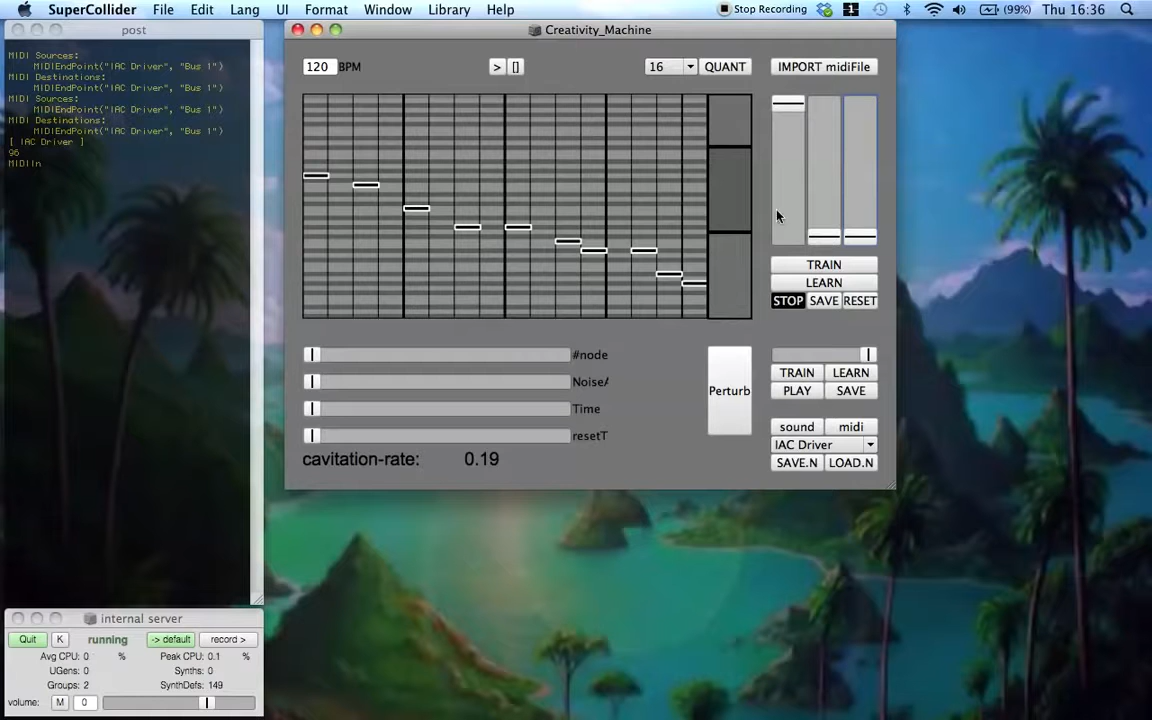 SuperCollider File Edit Lang UI Format Window Library Help Stop Recording 1 (99%) Thu 16:36
post
MIDI Sources:
MIDIEndPoint("IAC Driver", "Bus 1")
MIDI Destinations:
MIDIEndPoint("IAC Driver", "Bus 1")
MIDI Sources:
MIDIEndPoint("IAC Driver", "Bus 1")
MIDI Destinations:
MIDIEndPoint("IAC Driver", "Bus 1")
[ IAC Driver ]
96
MIDIIn
Creativity_Machine
120 BPM > [] 16 QUANT IMPORT midiFile
TRAIN
LEARN
STOP SAVE RESET
#node
NoiseA
Time
resetT
cavitation-rate: 0.19
Perturb
TRAIN LEARN
PLAY SAVE
sound midi
IAC Driver
SAVE.N LOAD.N
internal server
Quit K running -> default record >
Avg CPU: 0 % Peak CPU: 0.1 %
UGens: 0 Synths: 0
Groups: 2 SynthDefs: 149
volume: M 0